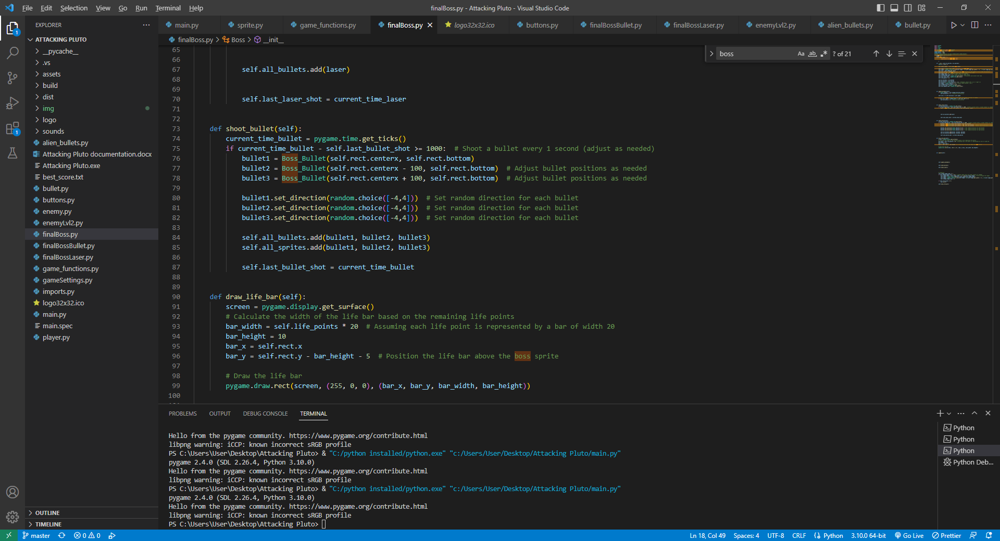 File Edit Selection View Go Run Terminal Help
finalBoss.py - Attacking Pluto - Visual Studio Code
EXPLORER
ATTACKING PLUTO
__pycache__
.vs
assets
build
dist
img
logo
sounds
alien_bullets.py
Attacking Pluto documentation.docx
Attacking Pluto.exe
best_score.txt
bullet.py
buttons.py
enemy.py
enemyLvl2.py
finalBoss.py
finalBossBullet.py
finalBossLaser.py
game_functions.py
gameSettings.py
imports.py
logo32x32.ico
main.py
main.spec
player.py
OUTLINE
TIMELINE
1
1
main.py sprite.py game_functions.py finalBoss.py logo32x32.ico buttons.py finalBossBullet.py finalBossLaser.py enemyLvl2.py alien_bullets.py bullet.py
finalBoss.py > Boss > __init__
boss Aa ab .* ? of 21
65
66
67 self.all_bullets.add(laser)
68
69
70 self.last_laser_shot = current_time_laser
71
72
73 def shoot_bullet(self):
74 current_time_bullet = pygame.time.get_ticks()
75 if current_time_bullet - self.last_bullet_shot >= 1000: # Shoot a bullet every 1 second (adjust as needed)
76 bullet1 = Boss_Bullet(self.rect.centerx, self.rect.bottom)
77 bullet2 = Boss_Bullet(self.rect.centerx - 100, self.rect.bottom) # Adjust bullet positions as needed
78 bullet3 = Boss_Bullet(self.rect.centerx + 100, self.rect.bottom) # Adjust bullet positions as needed
79
80 bullet1.set_direction(random.choice([-4,4])) # Set random direction for each bullet
81 bullet2.set_direction(random.choice([-4,4])) # Set random direction for each bullet
82 bullet3.set_direction(random.choice([-4,4])) # Set random direction for each bullet
83
84 self.all_bullets.add(bullet1, bullet2, bullet3)
85 self.all_sprites.add(bullet1, bullet2, bullet3)
86
87 self.last_bullet_shot = current_time_bullet
88
89
90 def draw_life_bar(self):
91 screen = pygame.display.get_surface()
92 # Calculate the width of the life bar based on the remaining life points
93 bar_width = self.life_points * 20 # Assuming each life point is represented by a bar of width 20
94 bar_height = 10
95 bar_x = self.rect.x
96 bar_y = self.rect.y - bar_height - 5 # Position the life bar above the boss sprite
97
98 # Draw the life bar
99 pygame.draw.rect(screen, (255, 0, 0), (bar_x, bar_y, bar_width, bar_height))
100
PROBLEMS OUTPUT DEBUG CONSOLE TERMINAL
Hello from the pygame community. https://www.pygame.org/contribute.html
libpng warning: iCCP: known incorrect sRGB profile
PS C:\Users\User\Desktop\Attacking Pluto> & "C:/python installed/python.exe" "c:/Users/User/Desktop/Attacking Pluto/main.py"
pygame 2.4.0 (SDL 2.26.4, Python 3.10.0)
Hello from the pygame community. https://www.pygame.org/contribute.html
libpng warning: iCCP: known incorrect sRGB profile
PS C:\Users\User\Desktop\Attacking Pluto> & "C:/python installed/python.exe" "c:/Users/User/Desktop/Attacking Pluto/main.py"
pygame 2.4.0 (SDL 2.26.4, Python 3.10.0)
Hello from the pygame community. https://www.pygame.org/contribute.html
libpng warning: iCCP: known incorrect sRGB profile
PS C:\Users\User\Desktop\Attacking Pluto>
Python
Python
Python
Python Deb...
master 0 0 Ln 18, Col 49 Spaces: 4 UTF-8 CRLF Python 3.10.0 64-bit Go Live Prettier